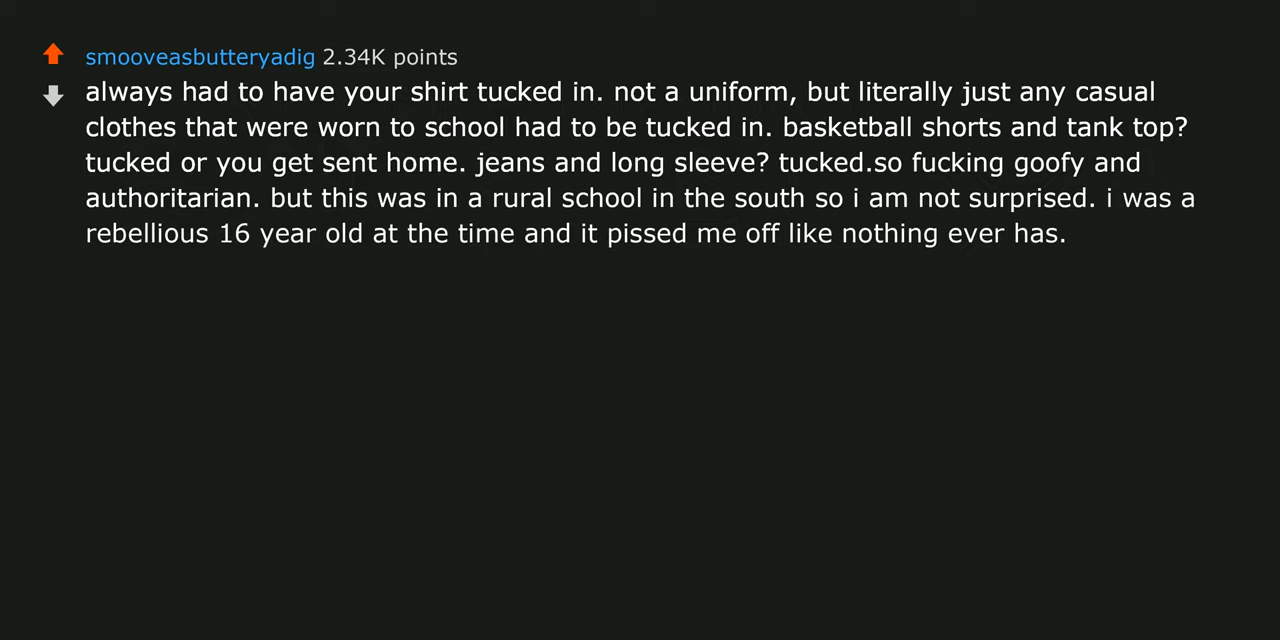 smooveasbutteryadig 2.34K points
always had to have your shirt tucked in. not a uniform, but literally just any casual
clothes that were worn to school had to be tucked in. basketball shorts and tank top?
tucked or you get sent home. jeans and long sleeve? tucked.so fucking goofy and
authoritarian. but this was in a rural school in the south so i am not surprised. i was a
rebellious 16 year old at the time and it pissed me off like nothing ever has.